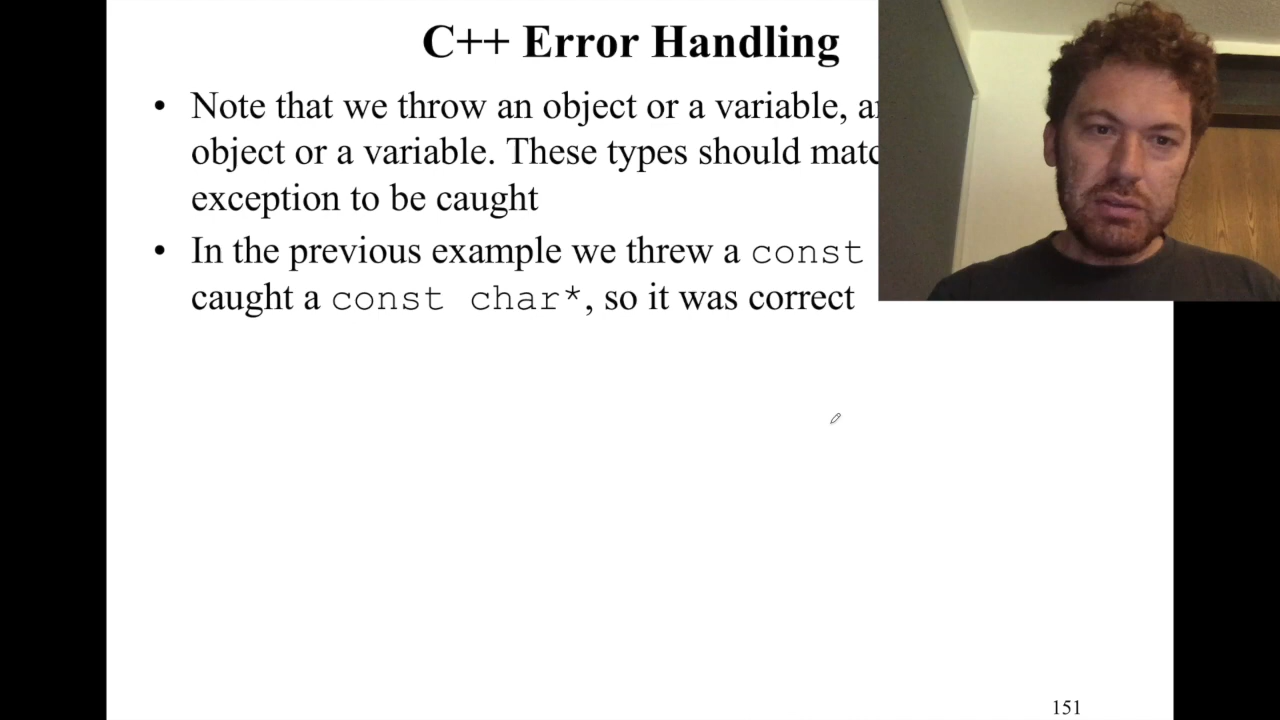 C++ Error Handling
• Note that we throw an object or a variable,
object or a variable. These types should
exception to be caught
• In the previous example we threw a const
caught a const char*, so it was correct
151